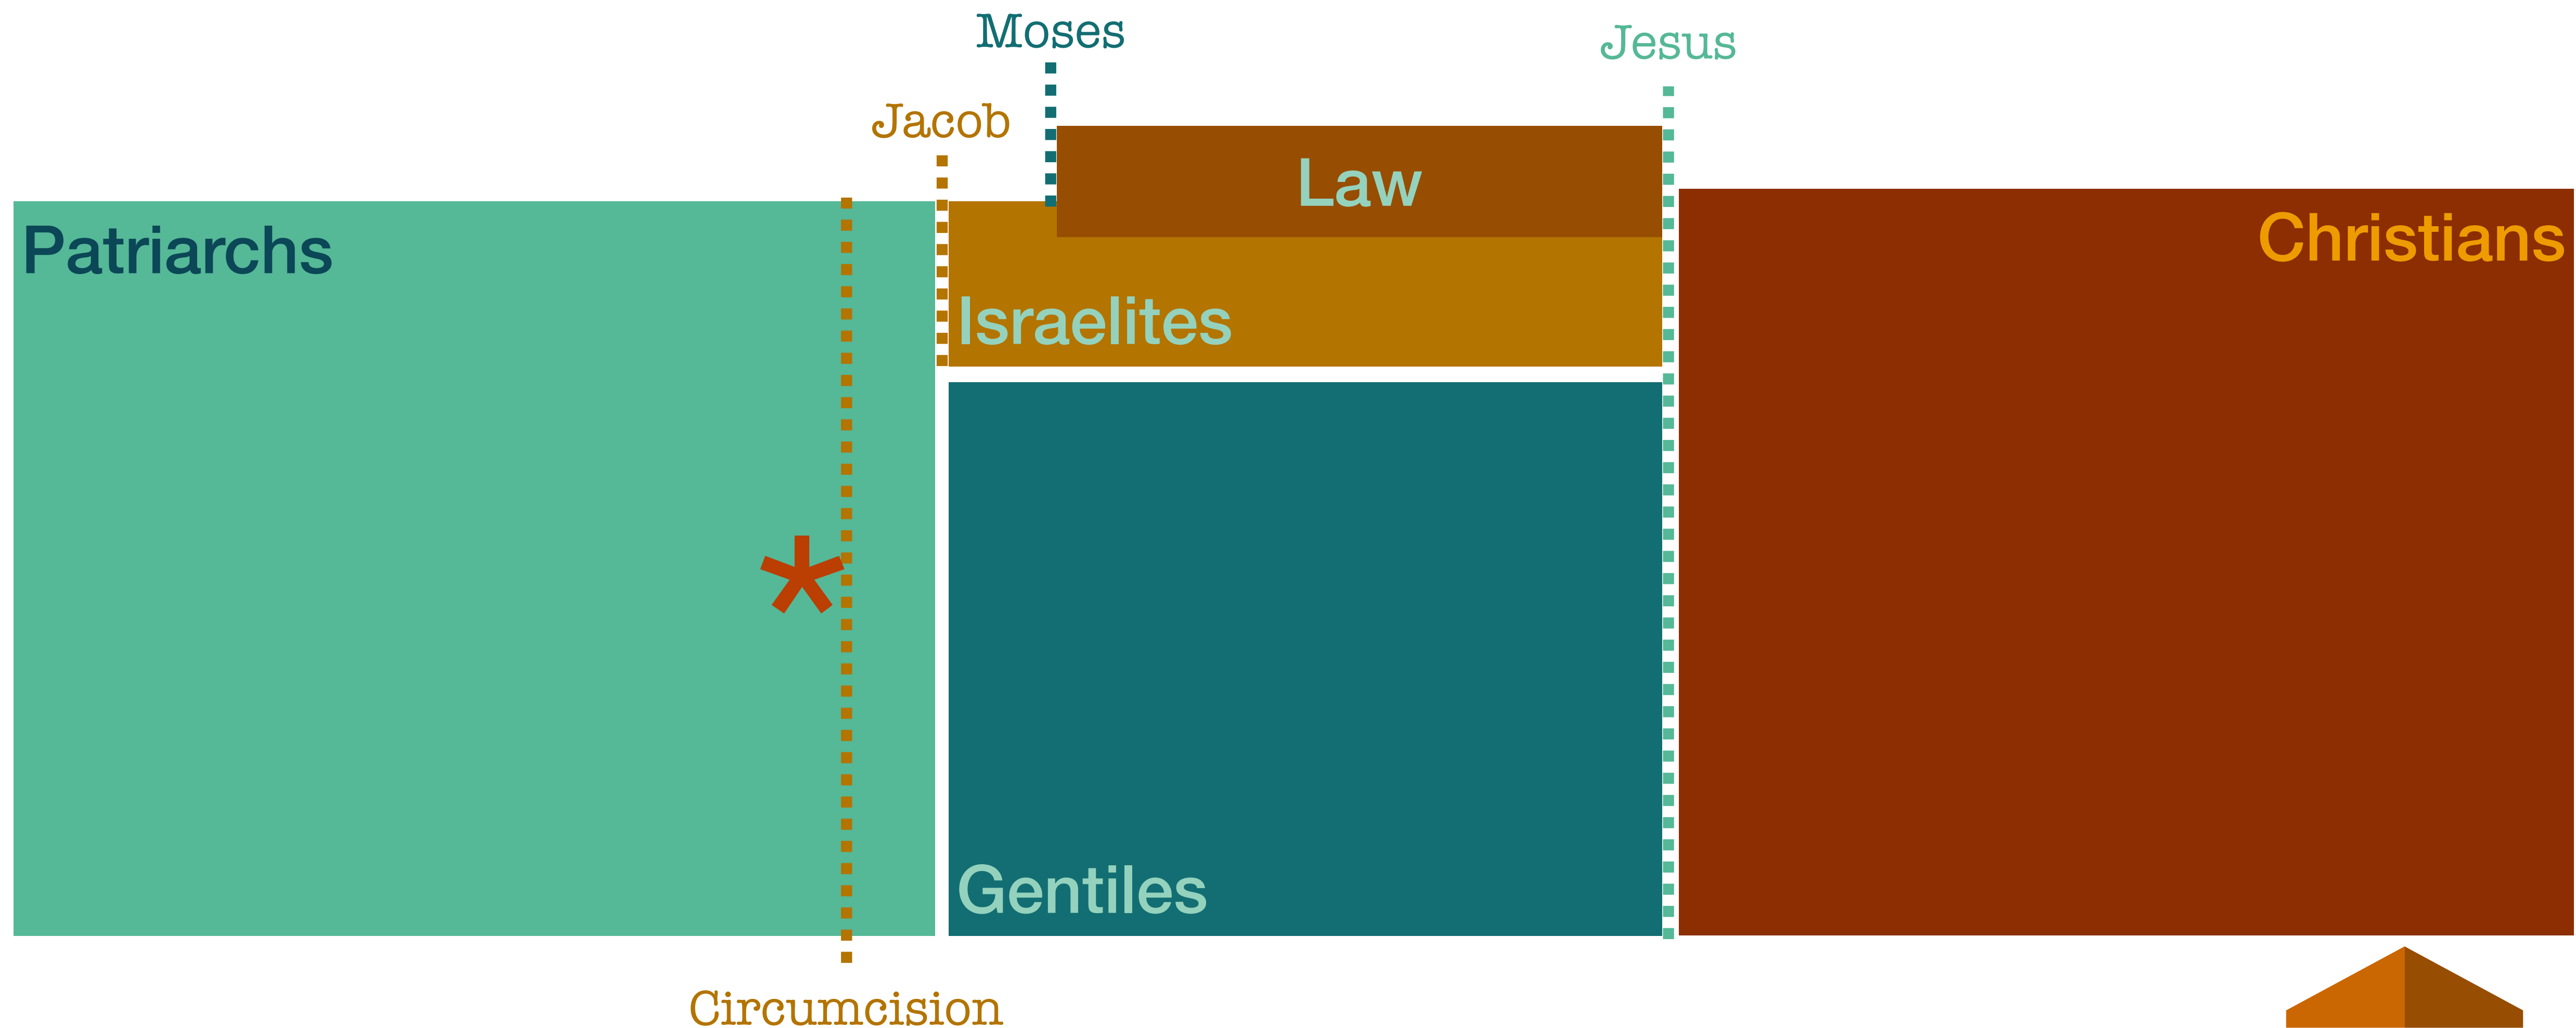 Moses
Jesus
Jacob
Law
Patriarchs
Christians
Israelites
*
Gentiles
Circumcision